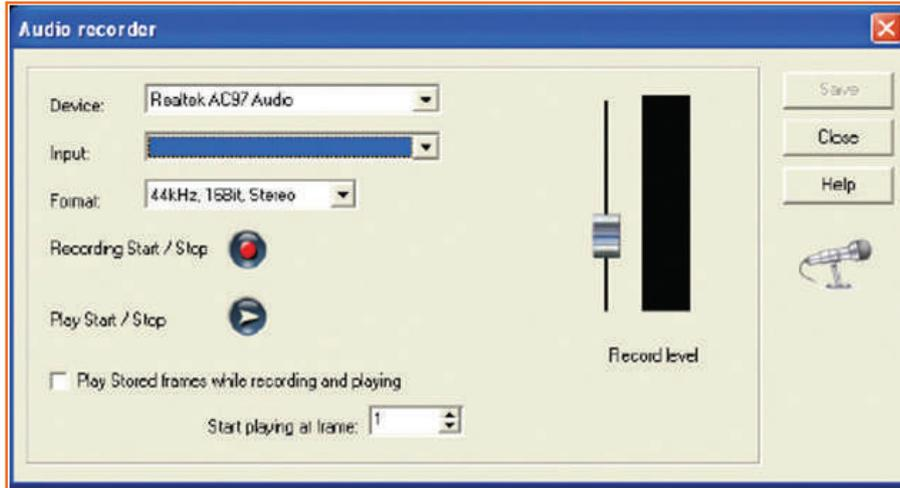 Audio recorder
Device: Realtek AC97 Audio
Save
Input:
Close
Format: 44kHz, 16Bit, Stereo
Help
Recording Start / Stop
Play Start / Stop
Record level
Play Stored frames while recording and playing
Start playing at frame: 1